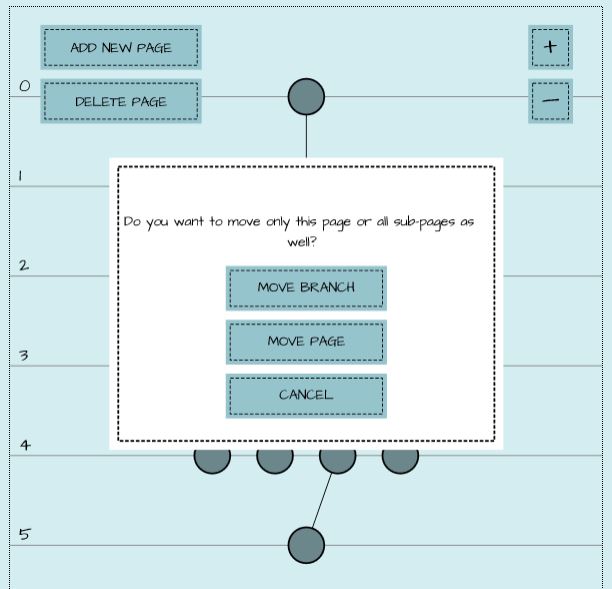 ADD NEW PAGE
+
0
DELETE PAGE
—
1
Do you want to move only this page or all sub-pages as
well?
2
MOVE BRANCH
MOVE PAGE
3
CANCEL
4
5